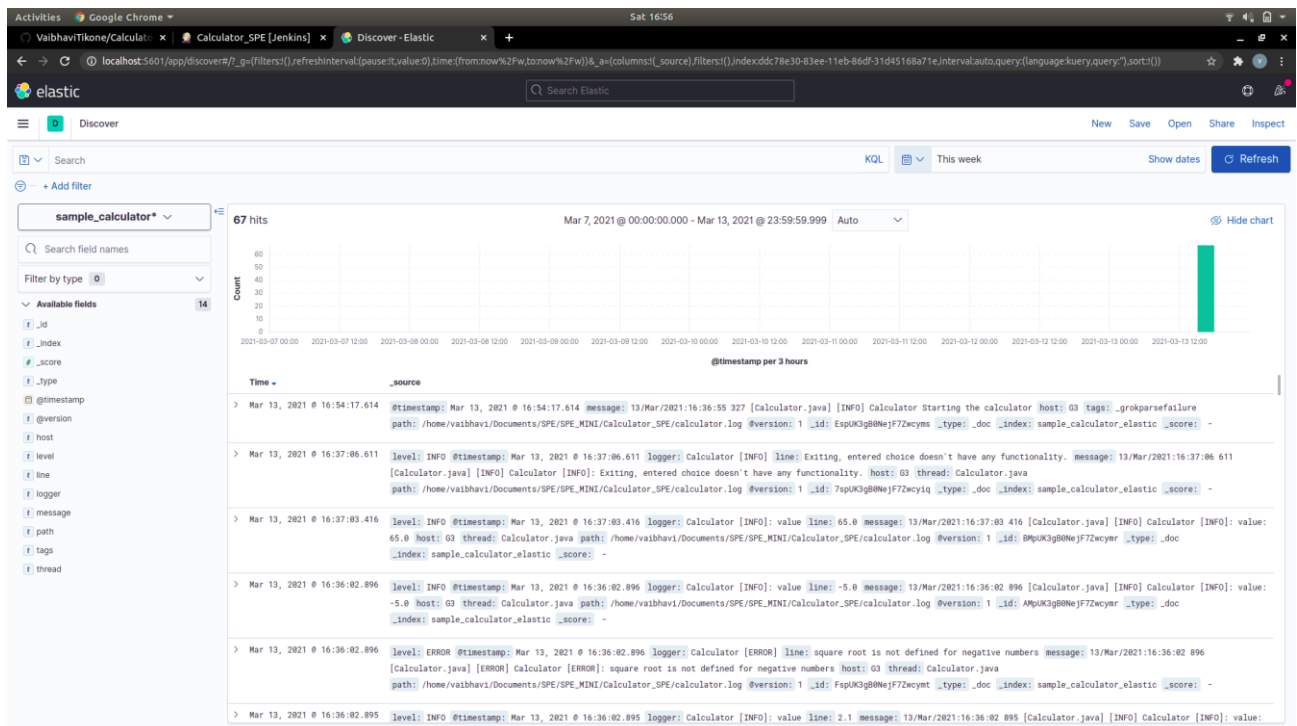 Activities Google Chrome Sat 16:56
VaibhaviTikone/Calculato Calculator_SPE [Jenkins] Discover - Elastic
localhost:5601/app/discover#/?_g=(filters:!(),refreshInterval:(pause:!t,value:0),time:(from:now%2Fw,to:now%2Fw))&_a=(columns:!(_source),filters:!(),index:ddc78e30-83ee-11eb-86df-31d45168a71e,interval:auto,query:(language:kuery,query:''),sort:!())
elastic Search Elastic
D Discover New Save Open Share Inspect
Search KQL This week Show dates Refresh
+ Add filter
sample_calculator* 67 hits Mar 7, 2021 @ 00:00:00.000 - Mar 13, 2021 @ 23:59:59.999 Auto Hide chart
Search field names
Filter by type 0
Available fields 14
t _id
t _index
# _score
t _type
@timestamp
t @version
t host
t level
t line
t logger
t message
t path
t tags
t thread
Count
60
50
40
30
20
10
0
2021-03-07 00:00 2021-03-07 12:00 2021-03-08 00:00 2021-03-08 12:00 2021-03-09 00:00 2021-03-09 12:00 2021-03-10 00:00 2021-03-10 12:00 2021-03-11 00:00 2021-03-11 12:00 2021-03-12 00:00 2021-03-12 12:00 2021-03-13 00:00 2021-03-13 12:00
@timestamp per 3 hours
Time _source
Mar 13, 2021 @ 16:54:17.614 @timestamp: Mar 13, 2021 @ 16:54:17.614 message: 13/Mar/2021:16:36:55 327 [Calculator.java] [INFO] Calculator Starting the calculator host: G3 tags: _grokparsefailure
path: /home/vaibhavi/Documents/SPE/SPE_MINI/Calculator_SPE/calculator.log @version: 1 _id: EspUK3gB0NejF7Zwcyms _type: _doc _index: sample_calculator_elastic _score: -
Mar 13, 2021 @ 16:37:06.611 level: INFO @timestamp: Mar 13, 2021 @ 16:37:06.611 logger: Calculator [INFO] line: Exiting, entered choice doesn't have any functionality. message: 13/Mar/2021:16:37:06 611
[Calculator.java] [INFO] Calculator [INFO]: Exiting, entered choice doesn't have any functionality. host: G3 thread: Calculator.java
path: /home/vaibhavi/Documents/SPE/SPE_MINI/Calculator_SPE/calculator.log @version: 1 _id: 7spUK3gB0NejF7Zwcyiq _type: _doc _index: sample_calculator_elastic _score: -
Mar 13, 2021 @ 16:37:03.416 level: INFO @timestamp: Mar 13, 2021 @ 16:37:03.416 logger: Calculator [INFO]: value line: 65.0 message: 13/Mar/2021:16:37:03 416 [Calculator.java] [INFO] Calculator [INFO]: value:
65.0 host: G3 thread: Calculator.java path: /home/vaibhavi/Documents/SPE/SPE_MINI/Calculator_SPE/calculator.log @version: 1 _id: BMpUK3gB0NejF7Zwcymr _type: _doc
_index: sample_calculator_elastic _score: -
Mar 13, 2021 @ 16:36:02.896 level: INFO @timestamp: Mar 13, 2021 @ 16:36:02.896 logger: Calculator [INFO]: value line: -5.0 message: 13/Mar/2021:16:36:02 896 [Calculator.java] [INFO] Calculator [INFO]: value:
-5.0 host: G3 thread: Calculator.java path: /home/vaibhavi/Documents/SPE/SPE_MINI/Calculator_SPE/calculator.log @version: 1 _id: AMpUK3gB0NejF7Zwcymr _type: _doc
_index: sample_calculator_elastic _score: -
Mar 13, 2021 @ 16:36:02.896 level: ERROR @timestamp: Mar 13, 2021 @ 16:36:02.896 logger: Calculator [ERROR] line: square root is not defined for negative numbers message: 13/Mar/2021:16:36:02 896
[Calculator.java] [ERROR] Calculator [ERROR]: square root is not defined for negative numbers host: G3 thread: Calculator.java
path: /home/vaibhavi/Documents/SPE/SPE_MINI/Calculator_SPE/calculator.log @version: 1 _id: FspUK3gB0NejF7Zwcymt _type: _doc _index: sample_calculator_elastic _score: -
Mar 13, 2021 @ 16:36:02.895 level: INFO @timestamp: Mar 13, 2021 @ 16:36:02.895 logger: Calculator [INFO]: value line: 2.1 message: 13/Mar/2021:16:36:02 895 [Calculator.java] [INFO] Calculator [INFO]: value: